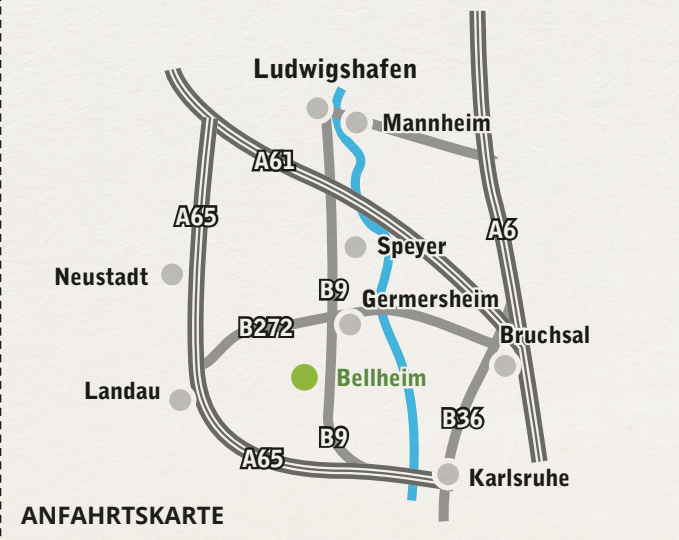 Ludwigshafen
Mannheim
A61
A65
A6
Speyer
Neustadt
B9
Germersheim
B272
Bruchsal
Bellheim
Landau
B36
B9
A65
Karlsruhe
ANFAHRTSKARTE